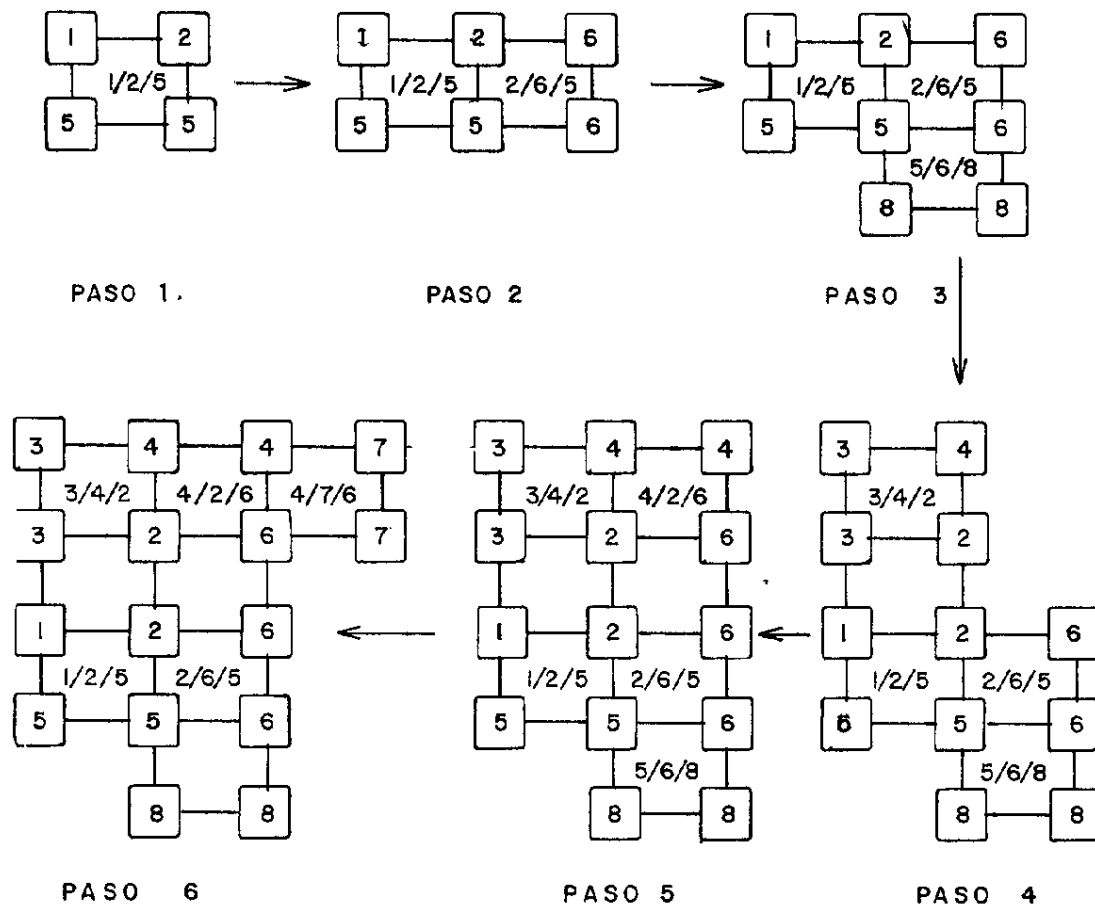 1 2 1 2 6 1 2 6
1/2/5 1/2/5 2/6/5 1/2/5 2/6/5
5 5 5 5 6 5 5 6
5/6/8
8 8
PASO 1. PASO 2 PASO 3
3 4 4 7 3 4 4 3 4
3/4/2 4/2/6 4/7/6 3/4/2 4/2/6 3/4/2
3 2 6 7 3 2 6 3 2
1 2 6 1 2 6 1 2 6
1/2/5 2/6/5 1/2/5 2/6/5 1/2/5 2/6/5
5 5 6 5 5 6 5 6
5/6/8 5/6/8
8 8 8 8 8 8
PASO 6 PASO 5 PASO 4